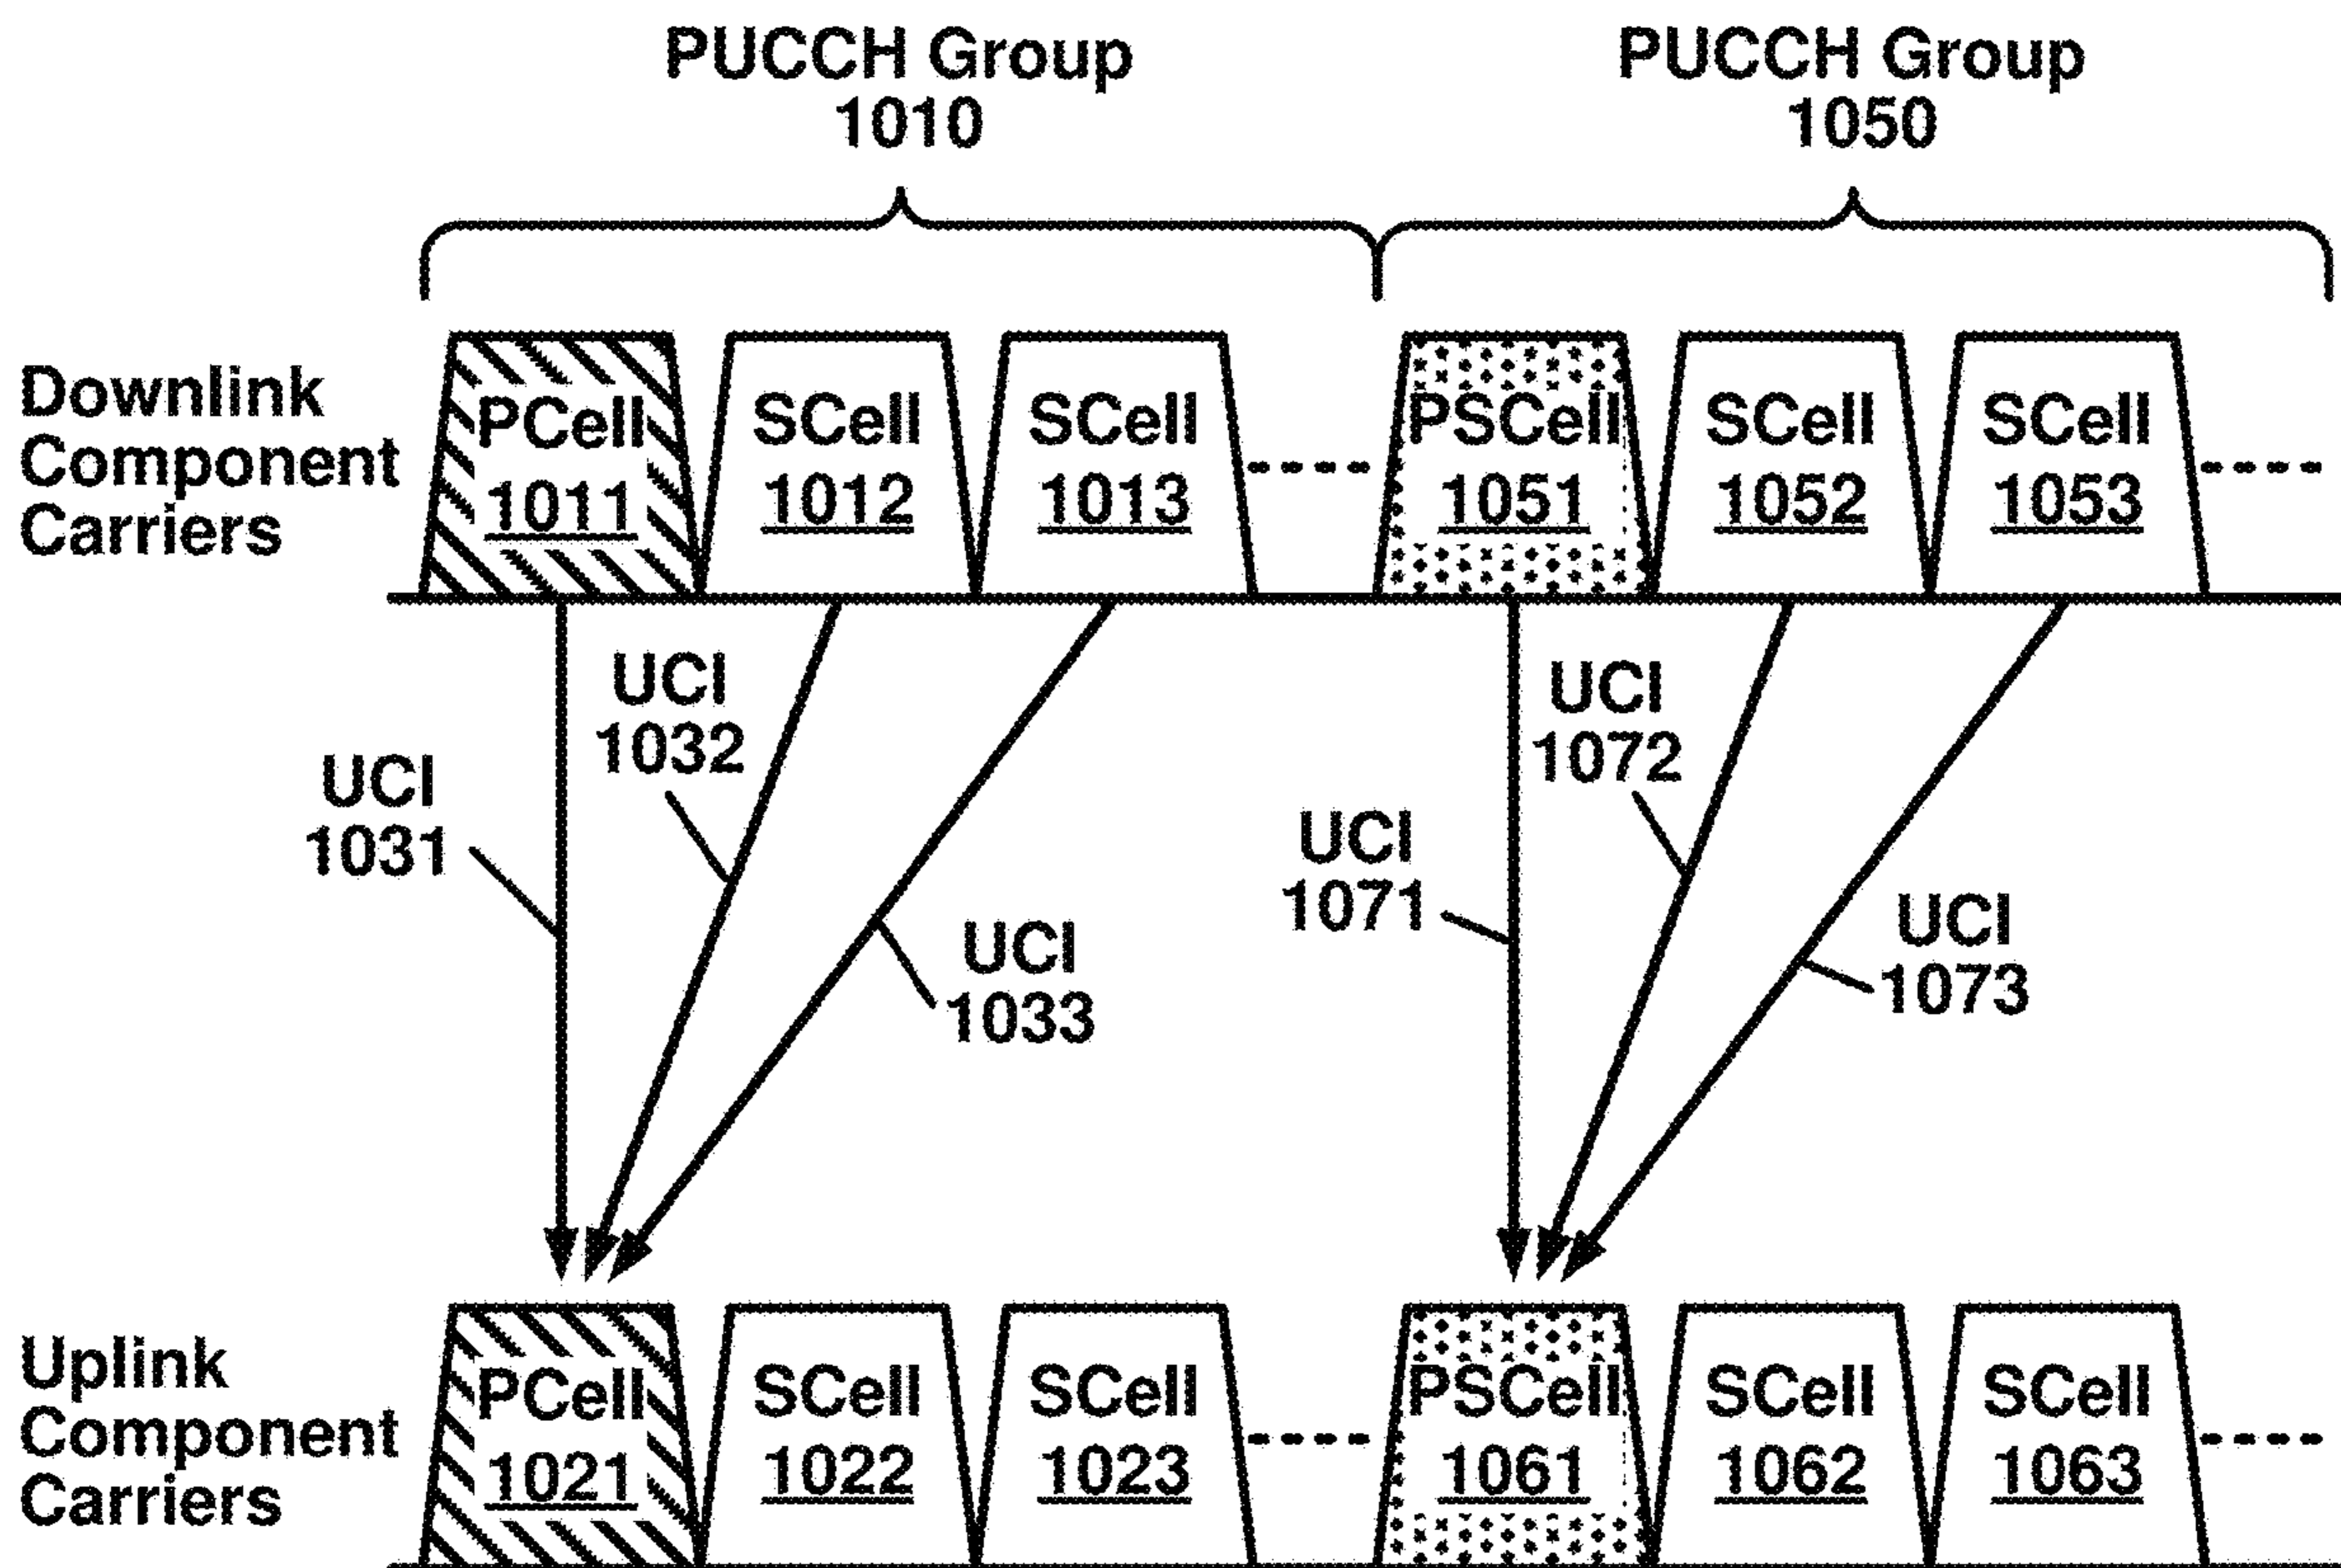 PUCCH Group
1010
PUCCH Group
1050
Downlink
Component
Carriers
PCell
1011
SCell
1012
SCell
1013
PSCell
1051
SCell
1052
SCell
1053
UCI
1031
UCI
1032
UCI
1033
UCI
1071
UCI
1072
UCI
1073
Uplink
Component
Carriers
PCell
1021
SCell
1022
SCell
1023
PSCell
1061
SCell
1062
SCell
1063